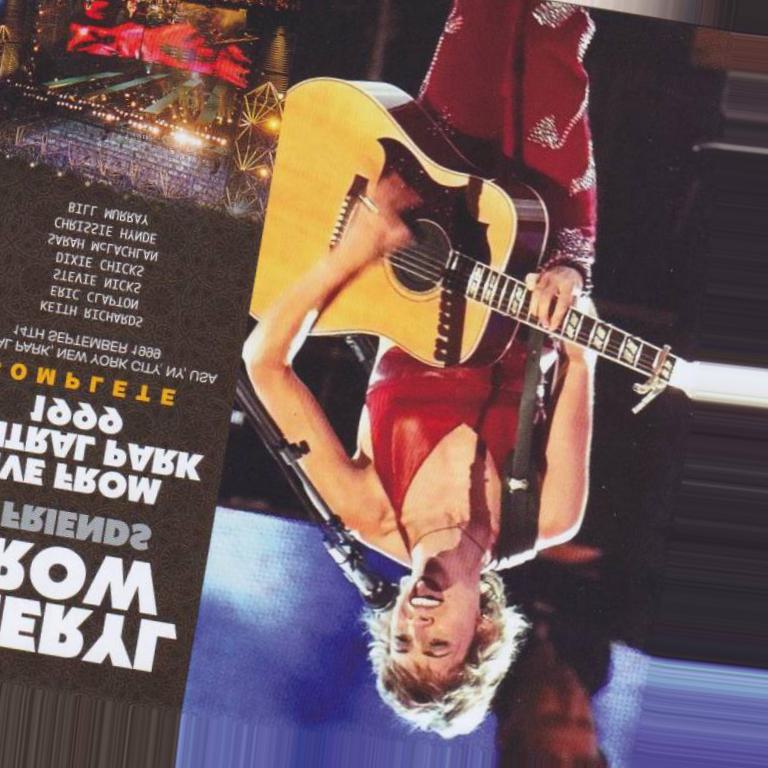 ERYL
ROW
FRIENDS
VE FROM
NTRAL PARK
1999
OMPLETE
AL PARK, NEW YORK CITY, NY, USA
14TH SEPTEMBER 1999
KEITH RICHARDS
ERIC CLAPTON
STEVIE NICKS
DIXIE CHICKS
SARAH McLACHLAN
CHRISSIE HYNDE
BILL MURRAY